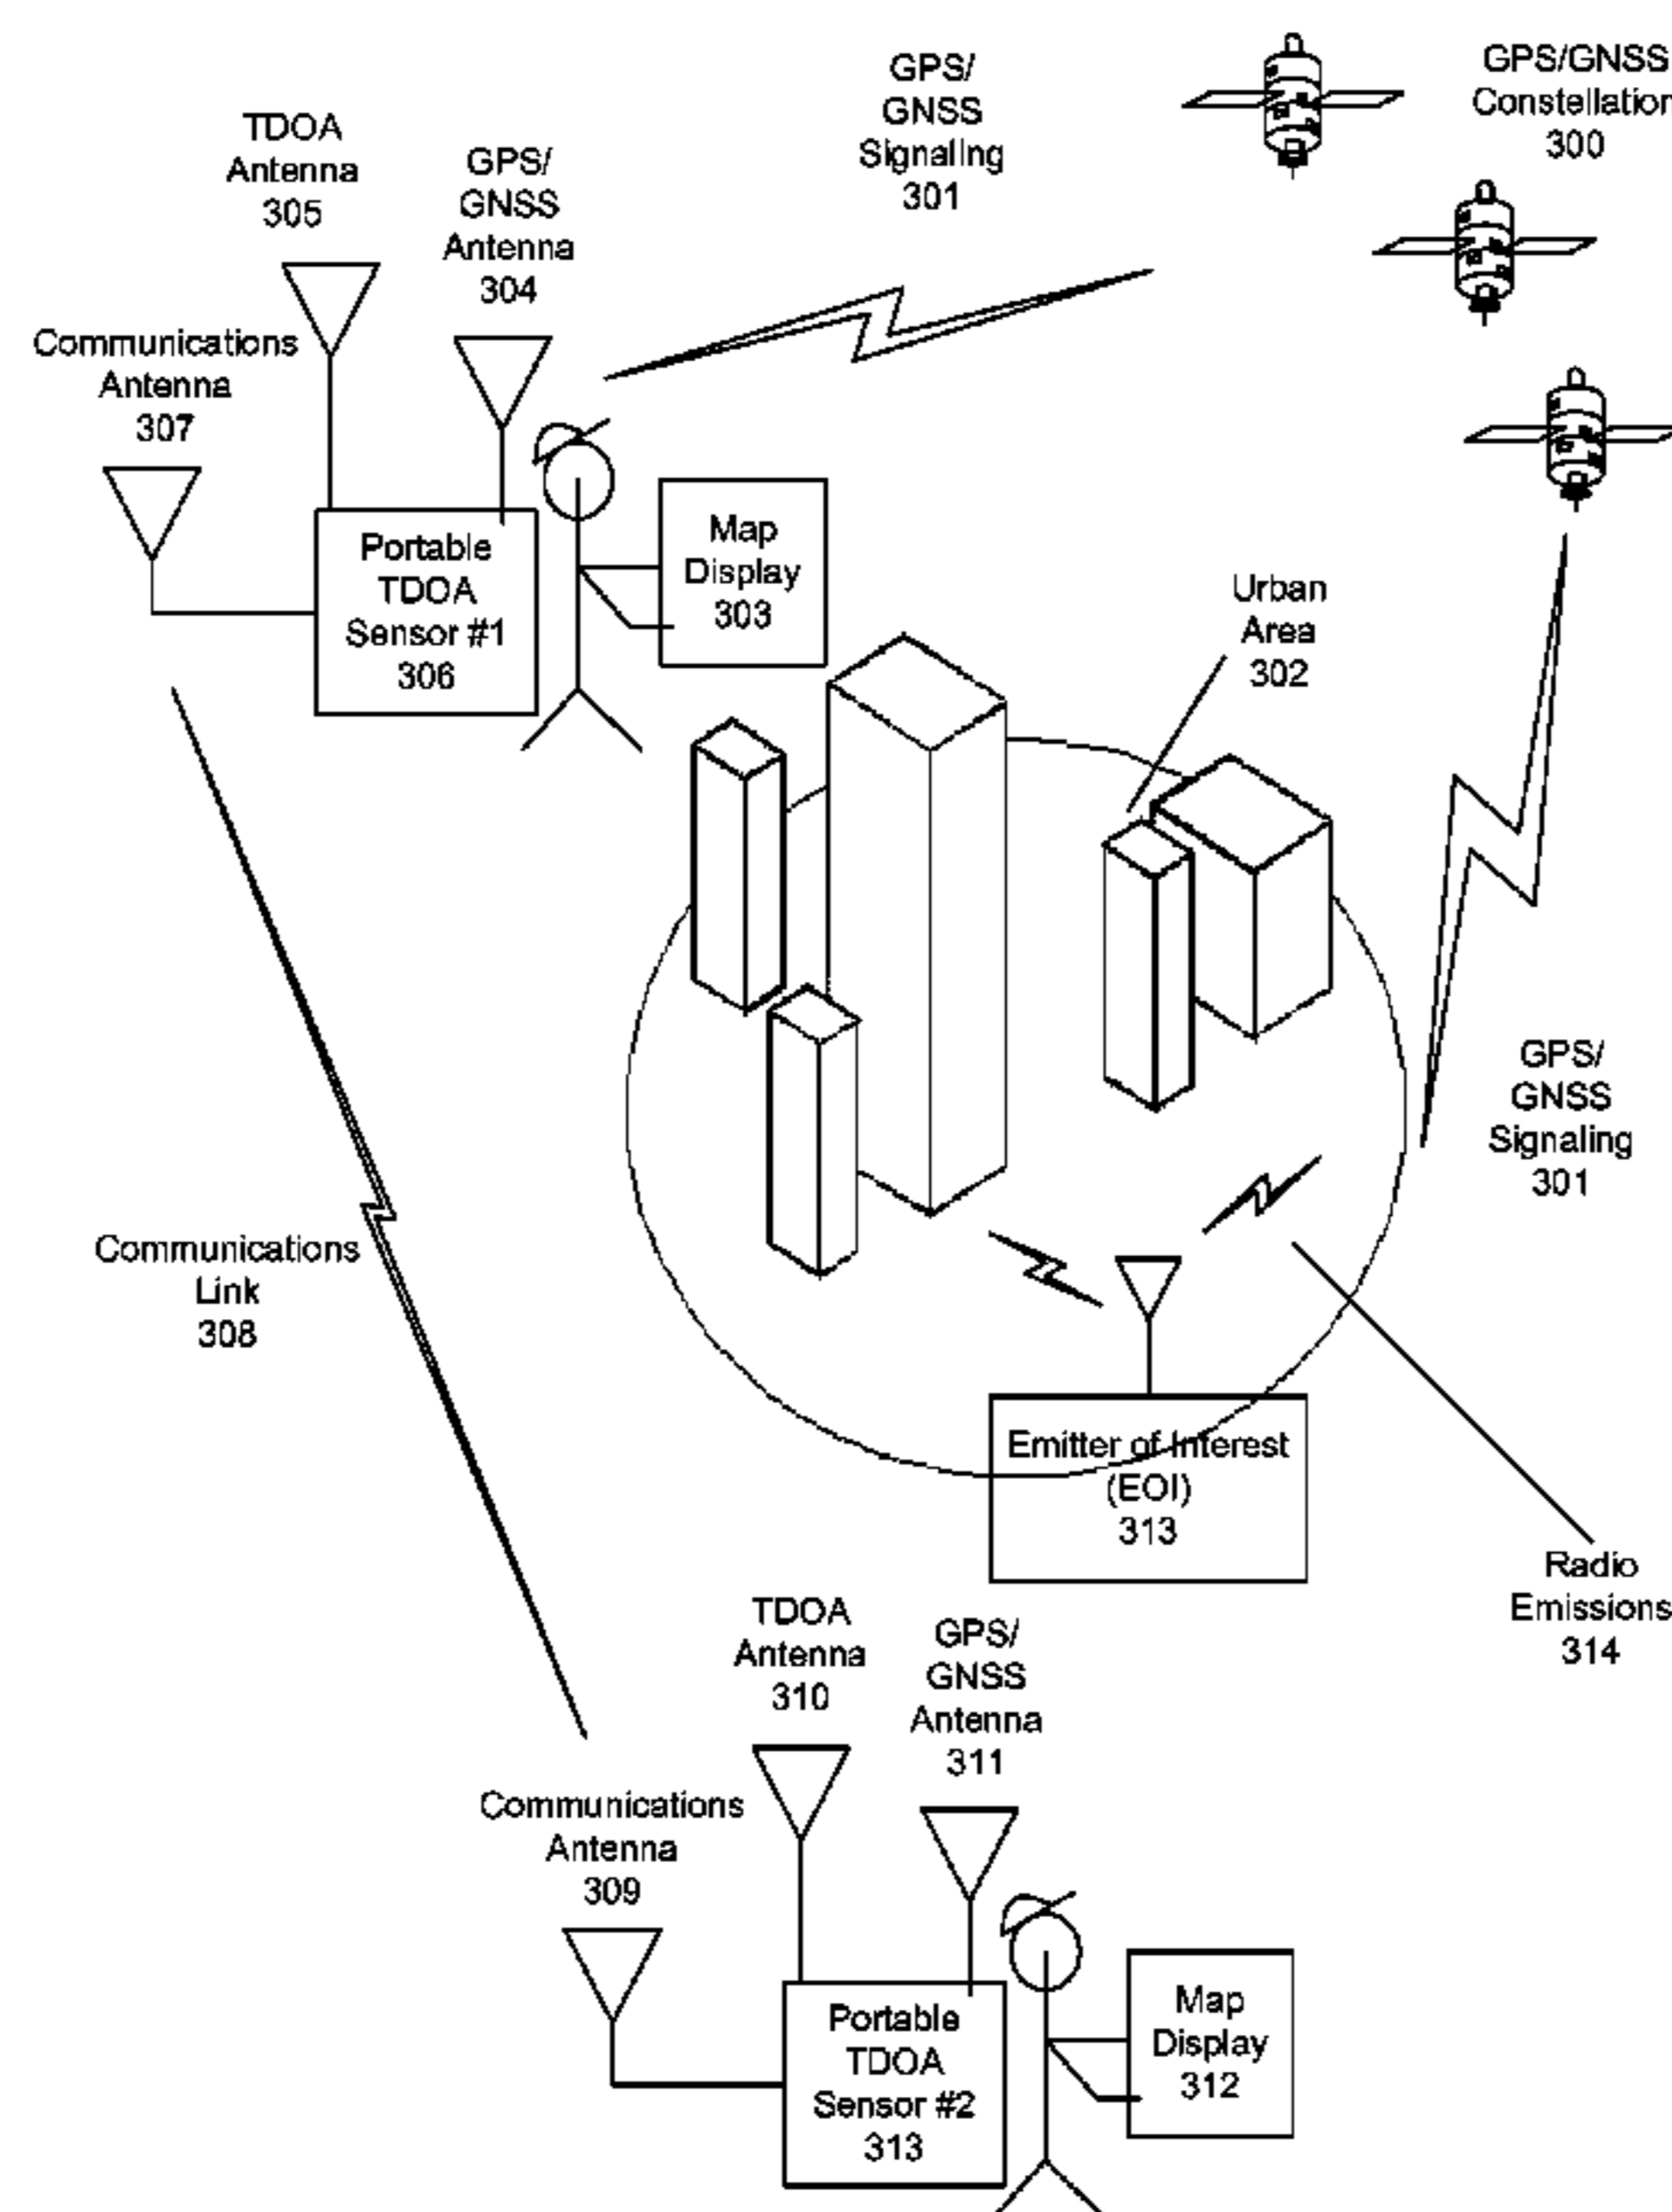 GPS/
GNSS
Signaling
301
GPS/GNSS
Constellation
300
TDOA
Antenna
305
GPS/
GNSS
Antenna
304
Communications
Antenna
307
Portable
TDOA
Sensor #1
306
Map
Display
303
Urban
Area
302
GPS/
GNSS
Signaling
301
Communications
Link
308
Emitter of Interest
(EOI)
313
Radio
Emissions
314
TDOA
Antenna
310
GPS/
GNSS
Antenna
311
Communications
Antenna
309
Portable
TDOA
Sensor #2
313
Map
Display
312